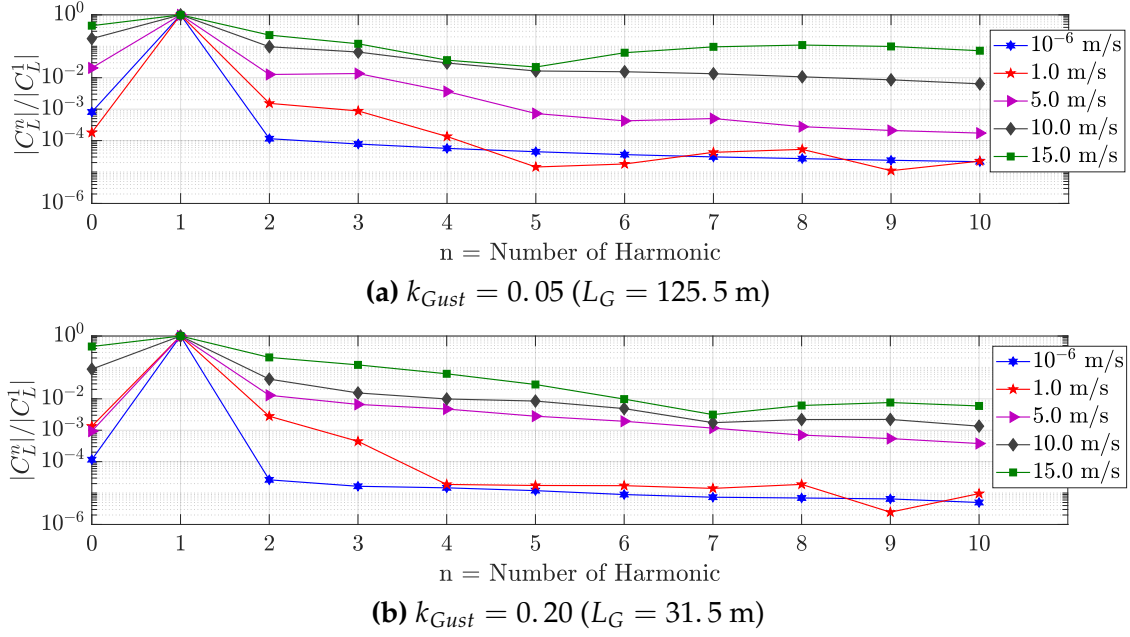 10⁰
10⁻²
10⁻³
10⁻⁴
10⁻⁶
|C_L^n|/|C_L^1|
0 1 2 3 4 5 6 7 8 9 10
n = Number of Harmonic
10⁻⁶ m/s
1.0 m/s
5.0 m/s
10.0 m/s
15.0 m/s
(a) k_Gust = 0.05 (L_G = 125.5 m)
10⁰
10⁻²
10⁻³
10⁻⁴
10⁻⁶
|C_L^n|/|C_L^1|
0 1 2 3 4 5 6 7 8 9 10
n = Number of Harmonic
10⁻⁶ m/s
1.0 m/s
5.0 m/s
10.0 m/s
15.0 m/s
(b) k_Gust = 0.20 (L_G = 31.5 m)